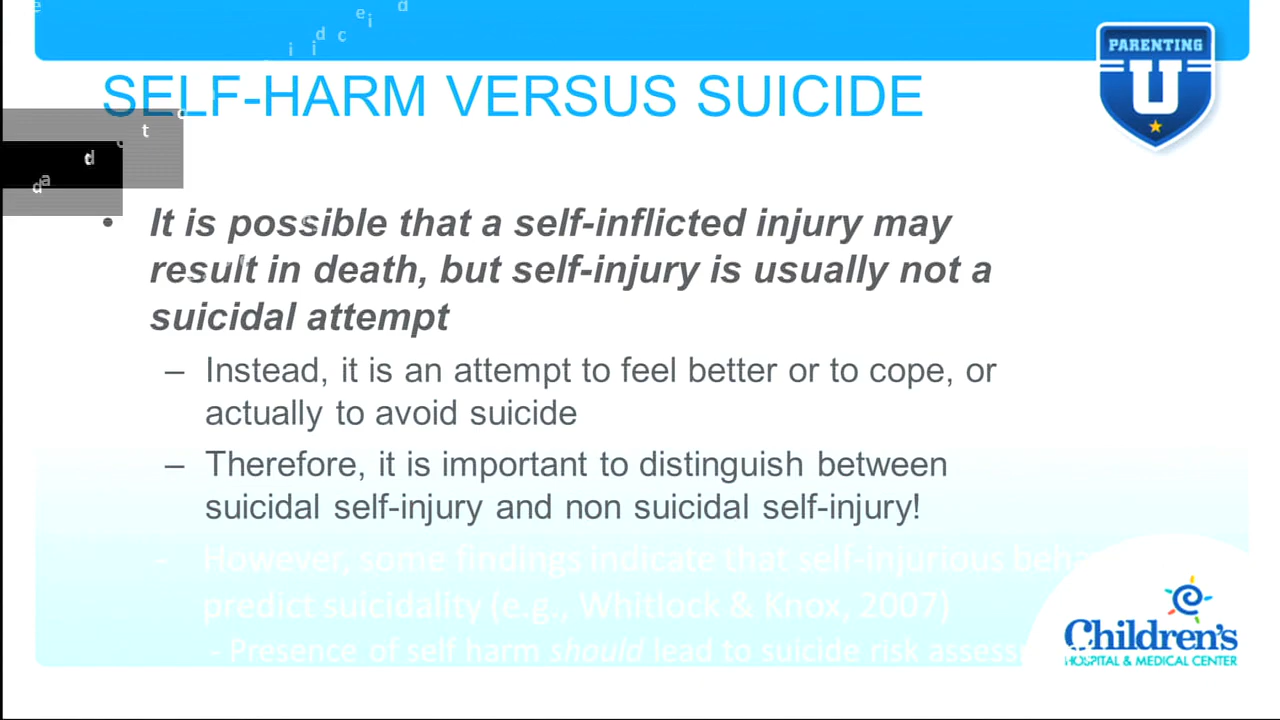 PARENTING
U
SELF-HARM VERSUS SUICIDE
• It is possible that a self-inflicted injury may
result in death, but self-injury is usually not a
suicidal attempt
– Instead, it is an attempt to feel better or to cope, or
actually to avoid suicide
– Therefore, it is important to distinguish between
suicidal self-injury and non suicidal self-injury!
- However, some findings indicate that self-injurious
predict suicidality (e.g., Whitlock & Knox, 2007)
- Presence of self harm should lead to suicide risk
Children's
HOSPITAL & MEDICAL CENTER